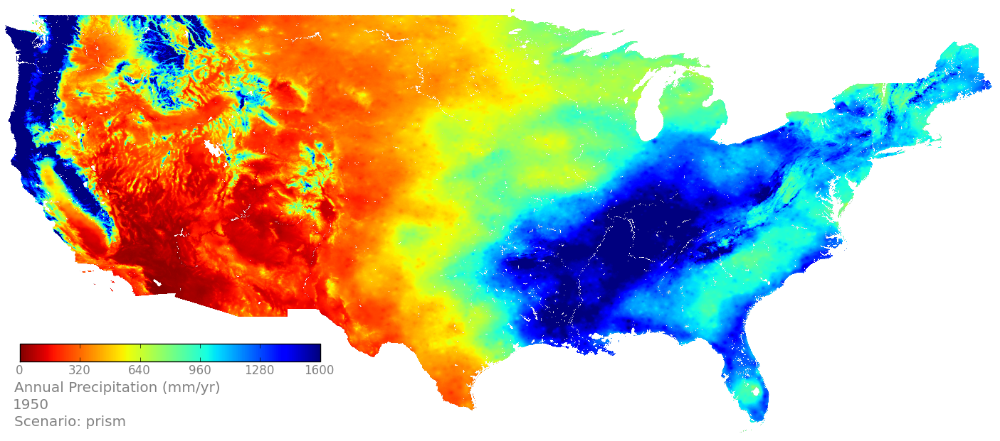 0 320 640 960 1280 1600
Annual Precipitation (mm/yr)
1950
Scenario: prism